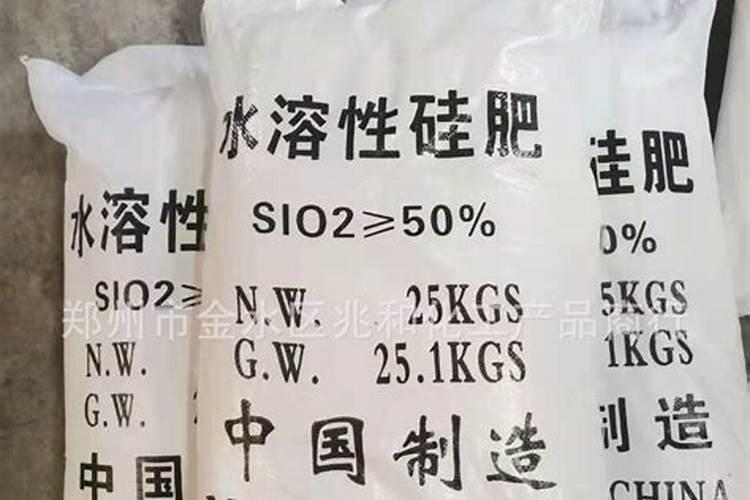 水溶性硅肥
SIO2≥50%
N.W. 25KGS
G.W. 25.1KGS
中国制造
水溶性
SIO2≥
N.W.
G.W.
中国
硅肥
0%
5KGS
1KGS
制造
CHINA
郑州市金水区兆和化工产品商行